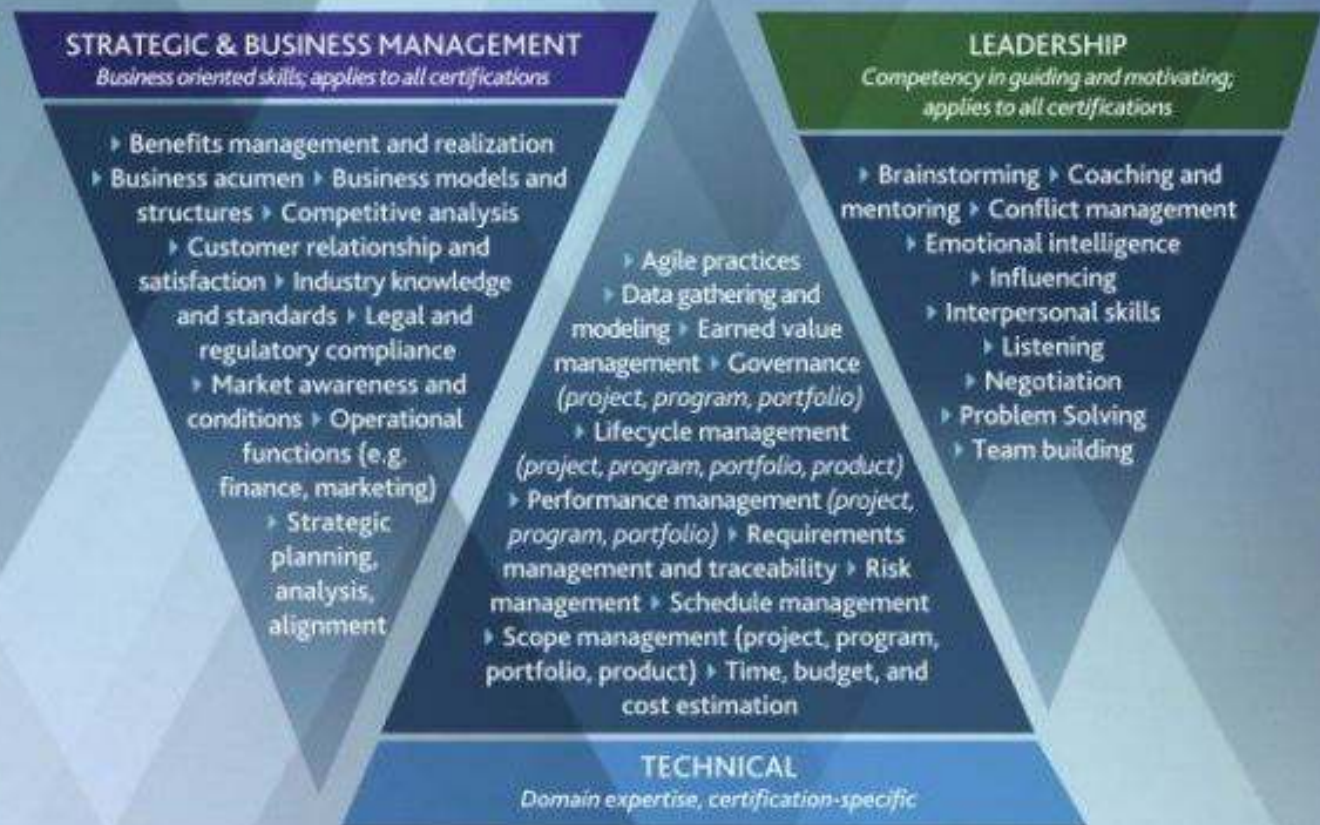 STRATEGIC & BUSINESS MANAGEMENT
Business oriented skills; applies to all certifications
‣ Benefits management and realization
‣ Business acumen ‣ Business models and
structures ‣ Competitive analysis
‣ Customer relationship and
satisfaction ‣ Industry knowledge
and standards ‣ Legal and
regulatory compliance
‣ Market awareness and
conditions ‣ Operational
functions (e.g.
finance, marketing)
‣ Strategic
planning,
analysis,
alignment
‣ Agile practices
‣ Data gathering and
modeling ‣ Earned value
management ‣ Governance
(project, program, portfolio)
‣ Lifecycle management
(project, program, portfolio, product)
‣ Performance management (project,
program, portfolio) ‣ Requirements
management and traceability ‣ Risk
management ‣ Schedule management
‣ Scope management (project, program,
portfolio, product) ‣ Time, budget, and
cost estimation
TECHNICAL
Domain expertise, certification-specific
LEADERSHIP
Competency in guiding and motivating;
applies to all certifications
‣ Brainstorming ‣ Coaching and
mentoring ‣ Conflict management
‣ Emotional intelligence
‣ Influencing
‣ Interpersonal skills
‣ Listening
‣ Negotiation
‣ Problem Solving
‣ Team building